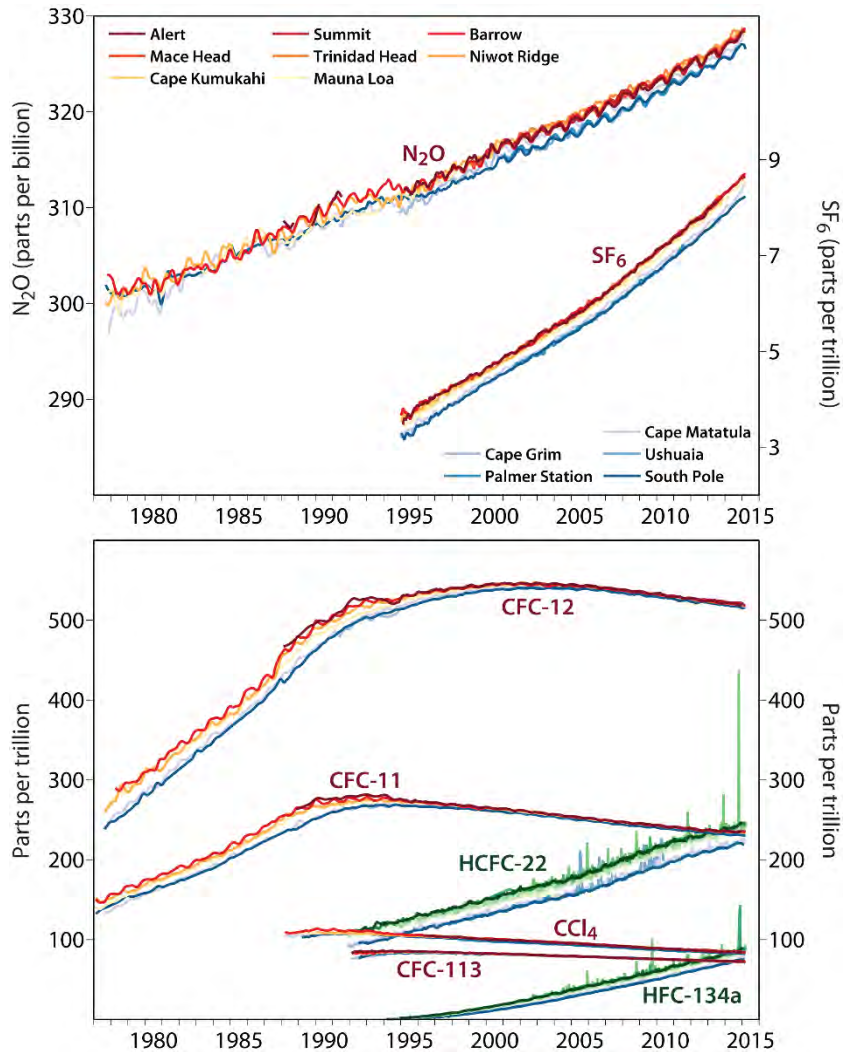 Alert Summit Barrow
Mace Head Trinidad Head Niwot Ridge
Cape Kumukahi Mauna Loa
330
320
310
300
290
N₂O (parts per billion)
N₂O
SF₆
9
7
5
3
SF₆ (parts per trillion)
Cape Matatula
Cape Grim Ushuaia
Palmer Station South Pole
1980 1985 1990 1995 2000 2005 2010 2015
500
400
300
200
100
Parts per trillion
CFC-12
CFC-11
HCFC-22
CCl₄
CFC-113
HFC-134a
500
400
300
200
100
Parts per trillion
1980 1985 1990 1995 2000 2005 2010 2015